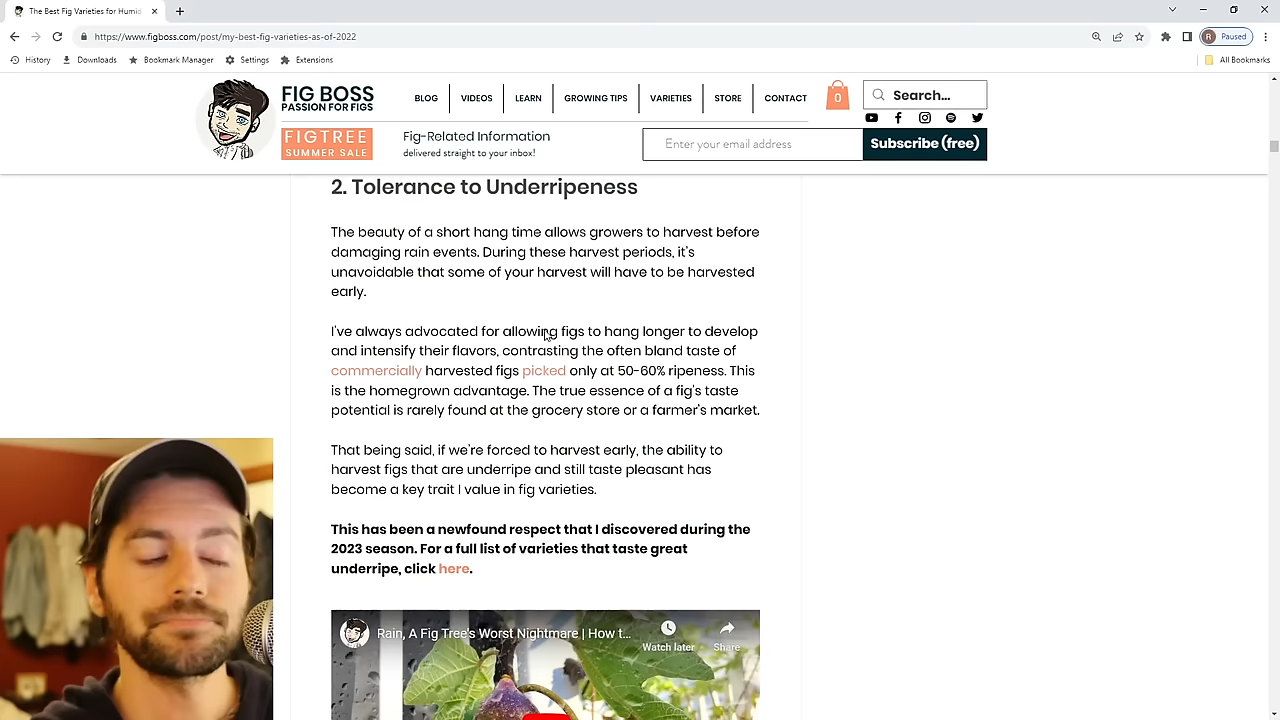 The Best Fig Varieties for Humid
https://www.figboss.com/post/my-best-fig-varieties-as-of-2022
R Paused
History Downloads Bookmark Manager Settings Extensions All Bookmarks
FIG BOSS
PASSION FOR FIGS
BLOG VIDEOS LEARN GROWING TIPS VARIETIES STORE CONTACT 0 Search...
FIGTREE
SUMMER SALE
Fig-Related Information
delivered straight to your inbox!
Enter your email address Subscribe (free)
2. Tolerance to Underripeness
The beauty of a short hang time allows growers to harvest before
damaging rain events. During these harvest periods, it's
unavoidable that some of your harvest will have to be harvested
early.
I've always advocated for allowing figs to hang longer to develop
and intensify their flavors, contrasting the often bland taste of
commercially harvested figs picked only at 50-60% ripeness. This
is the homegrown advantage. The true essence of a fig's taste
potential is rarely found at the grocery store or a farmer's market.
That being said, if we're forced to harvest early, the ability to
harvest figs that are underripe and still taste pleasant has
become a key trait I value in fig varieties.
This has been a newfound respect that I discovered during the
2023 season. For a full list of varieties that taste great
underripe, click here.
Rain, A Fig Tree's Worst Nightmare | How t...
Watch later Share